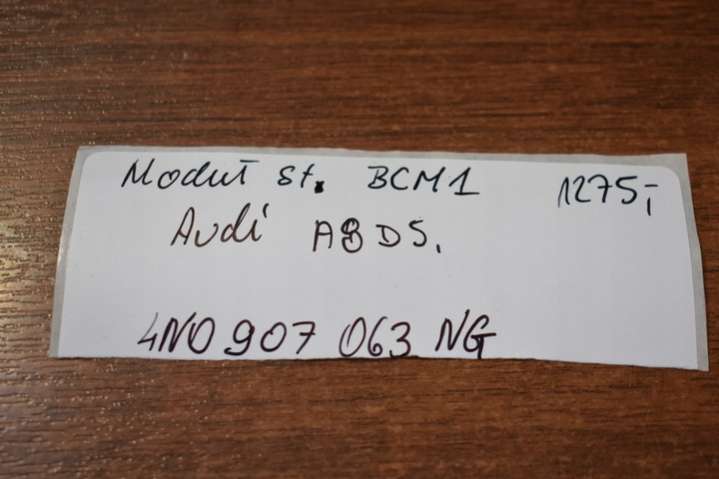 Moduł St. BCM1 1275,-
Audi A8 D5.
4N0 907 063 NG